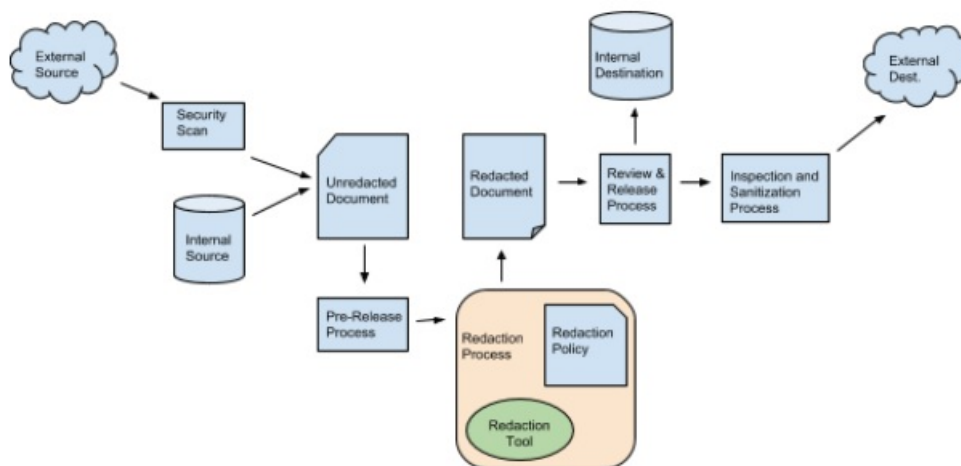 External
Source
Security
Scan
Internal
Source
Unredacted
Document
Pre-Release
Process
Redaction
Process
Redaction
Policy
Redaction
Tool
Redacted
Document
Review &
Release
Process
Internal
Destination
Inspection and
Sanitization
Process
External
Dest.